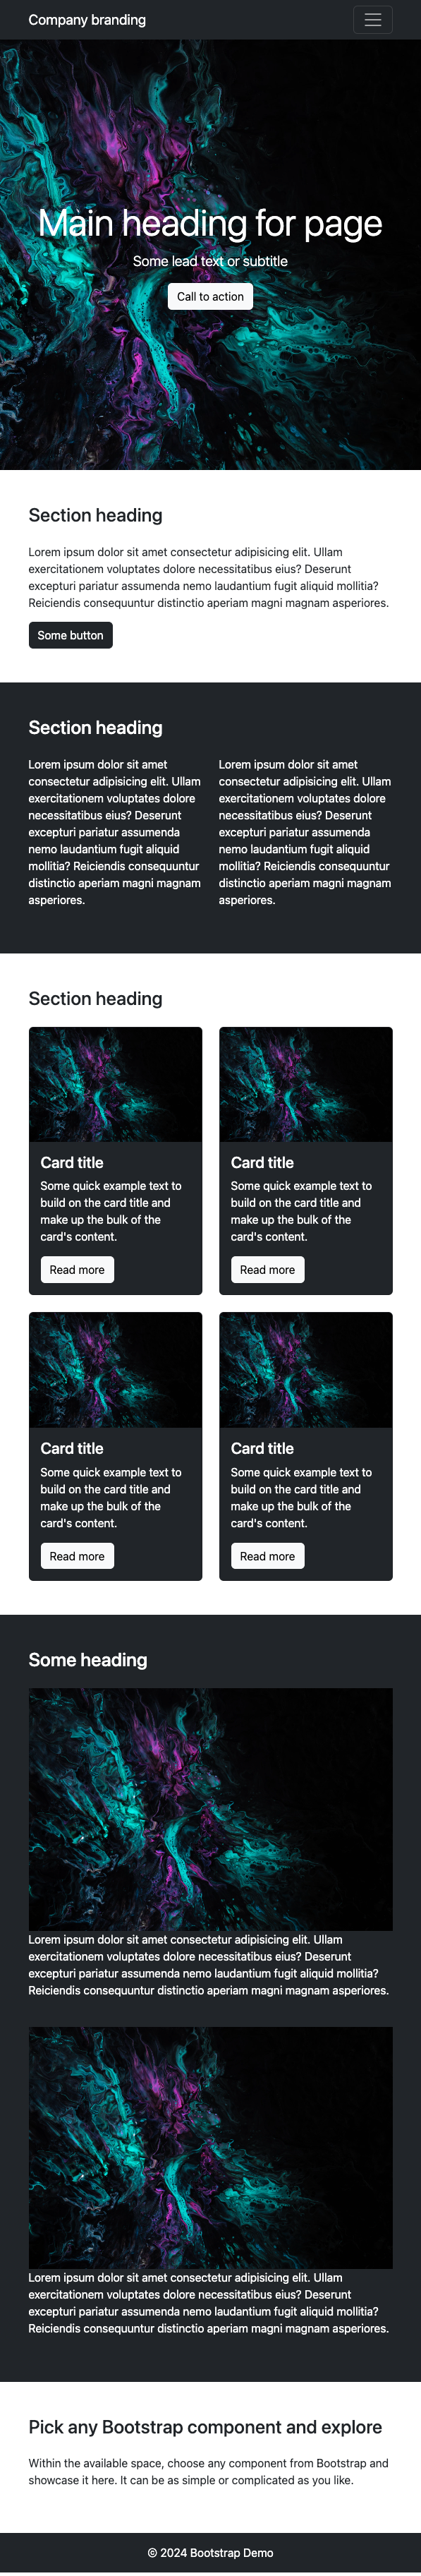 Company branding
Main heading for page
Some lead text or subtitle
Call to action
Section heading
Lorem ipsum dolor sit amet consectetur adipisicing elit. Ullam
exercitationem voluptates dolore necessitatibus eius? Deserunt
excepturi pariatur assumenda nemo laudantium fugit aliquid mollitia?
Reiciendis consequuntur distinctio aperiam magni magnam asperiores.
Some button
Section heading
Lorem ipsum dolor sit amet
consectetur adipisicing elit. Ullam
exercitationem voluptates dolore
necessitatibus eius? Deserunt
excepturi pariatur assumenda
nemo laudantium fugit aliquid
mollitia? Reiciendis consequuntur
distinctio aperiam magni magnam
asperiores.
Lorem ipsum dolor sit amet
consectetur adipisicing elit. Ullam
exercitationem voluptates dolore
necessitatibus eius? Deserunt
excepturi pariatur assumenda
nemo laudantium fugit aliquid
mollitia? Reiciendis consequuntur
distinctio aperiam magni magnam
asperiores.
Section heading
Card title
Some quick example text to
build on the card title and
make up the bulk of the
card's content.
Read more
Card title
Some quick example text to
build on the card title and
make up the bulk of the
card's content.
Read more
Card title
Some quick example text to
build on the card title and
make up the bulk of the
card's content.
Read more
Card title
Some quick example text to
build on the card title and
make up the bulk of the
card's content.
Read more
Some heading
Lorem ipsum dolor sit amet consectetur adipisicing elit. Ullam
exercitationem voluptates dolore necessitatibus eius? Deserunt
excepturi pariatur assumenda nemo laudantium fugit aliquid mollitia?
Reiciendis consequuntur distinctio aperiam magni magnam asperiores.
Lorem ipsum dolor sit amet consectetur adipisicing elit. Ullam
exercitationem voluptates dolore necessitatibus eius? Deserunt
excepturi pariatur assumenda nemo laudantium fugit aliquid mollitia?
Reiciendis consequuntur distinctio aperiam magni magnam asperiores.
Pick any Bootstrap component and explore
Within the available space, choose any component from Bootstrap and
showcase it here. It can be as simple or complicated as you like.
© 2024 Bootstrap Demo